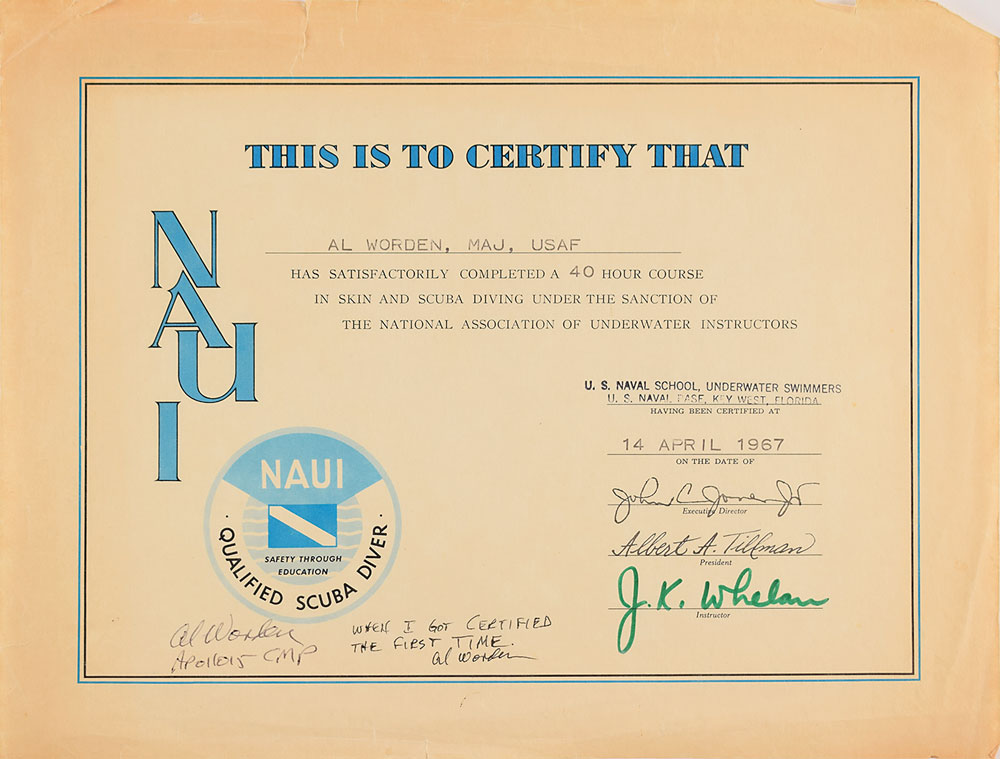 THIS IS TO CERTIFY THAT
NAUI
AL WORDEN, MAJ, USAF
HAS SATISFACTORILY COMPLETED A 40 HOUR COURSE
IN SKIN AND SCUBA DIVING UNDER THE SANCTION OF
THE NATIONAL ASSOCIATION OF UNDERWATER INSTRUCTORS
U. S. NAVAL SCHOOL, UNDERWATER SWIMMERS
U. S. NAVAL BASE, KEY WEST, FLORIDA
HAVING BEEN CERTIFIED AT
14 APRIL 1967
ON THE DATE OF
John C. Jones Jr
Executive Director
Albert A. Tillman
President
J. K. Whelan
Instructor
NAUI
SAFETY THROUGH
EDUCATION
· QUALIFIED SCUBA DIVER ·
Al Worden
Apollo 15 CMP
WHEN I GOT CERTIFIED
THE FIRST TIME.
Al Worden